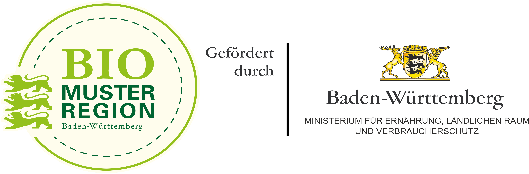 BIO
MUSTER
REGION
Baden-Württemberg
Gefördert
durch
Baden-Württemberg
MINISTERIUM FÜR ERNÄHRUNG, LÄNDLICHEN RAUM
UND VERBRAUCHERSCHUTZ